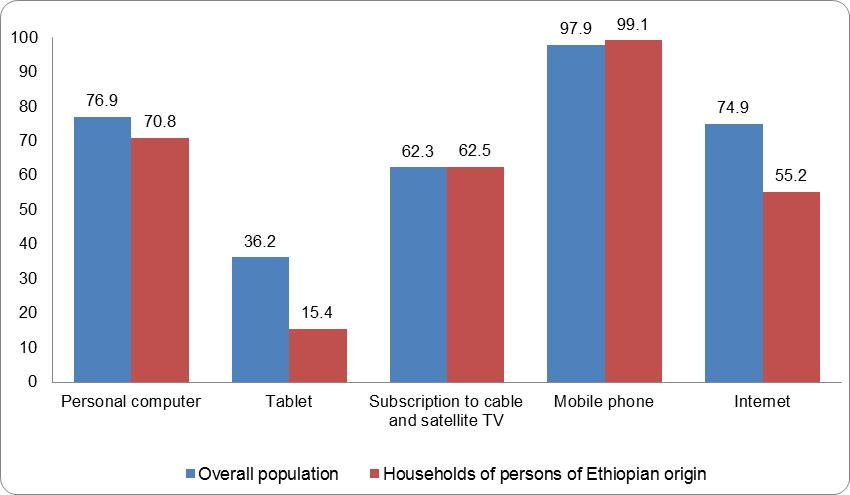 100
90
80
70
60
50
40
30
20
10
0
76.9
70.8
36.2
15.4
62.3
62.5
97.9
99.1
74.9
55.2
Personal computer
Tablet
Subscription to cable
and satellite TV
Mobile phone
Internet
Overall population
Households of persons of Ethiopian origin